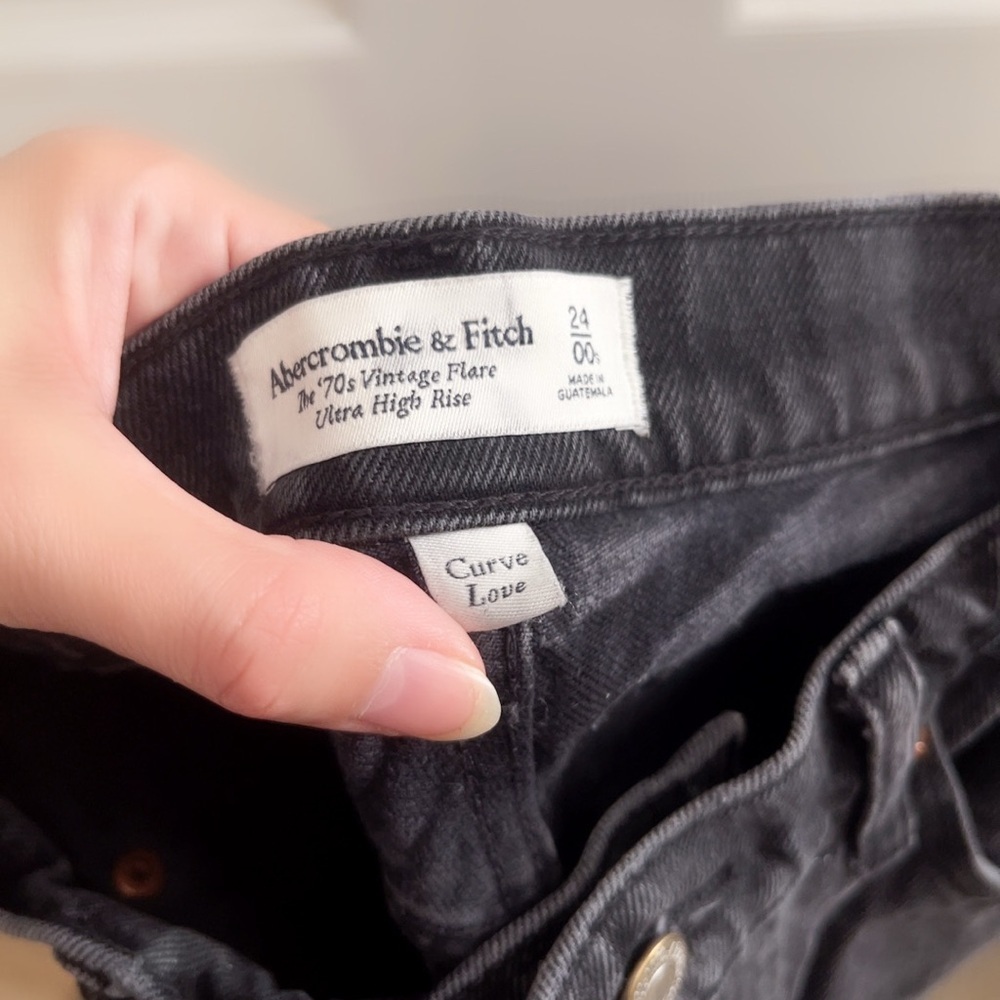 Abercrombie & Fitch
The '70s Vintage Flare
Ultra High Rise
24
00s
MADE IN
GUATEMALA
Curve
Love